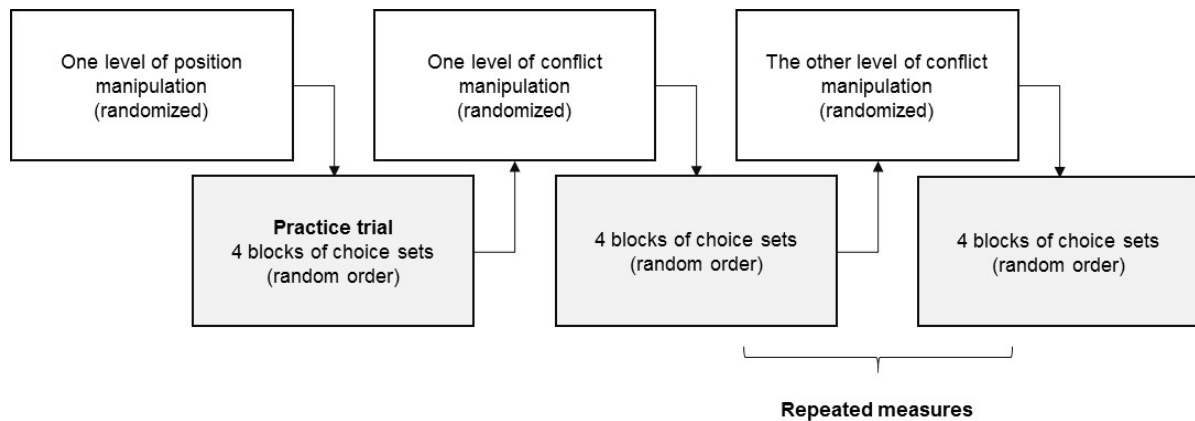 One level of position
manipulation
(randomized)
One level of conflict
manipulation
(randomized)
The other level of conflict
manipulation
(randomized)
Practice trial
4 blocks of choice sets
(random order)
4 blocks of choice sets
(random order)
4 blocks of choice sets
(random order)
Repeated measures